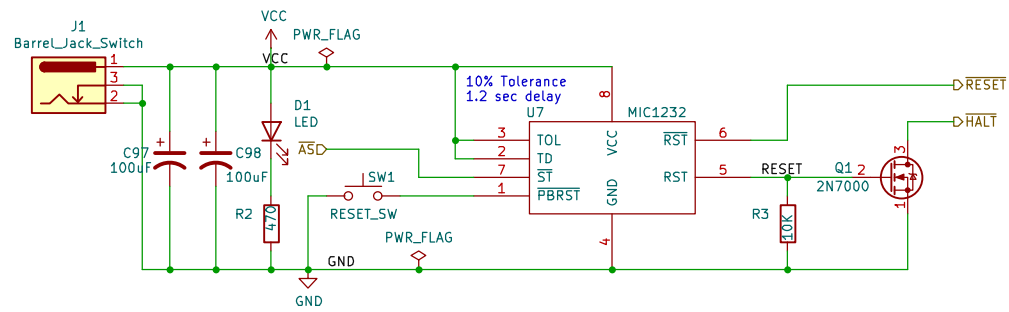 J1
Barrel_Jack_Switch
1
3
2
VCC
VCC
PWR_FLAG
C97
100uF
+
C98
100uF
+
D1
LED
R2
470
AS
SW1
RESET_SW
GND
GND
PWR_FLAG
10% Tolerance
1.2 sec delay
U7
MIC1232
8
VCC
3
TOL
2
TD
7
ST
1
PBRST
GND
4
RST
6
RST
5
RESET
R3
10K
Q1
2N7000
2
3
1
RESET
HALT